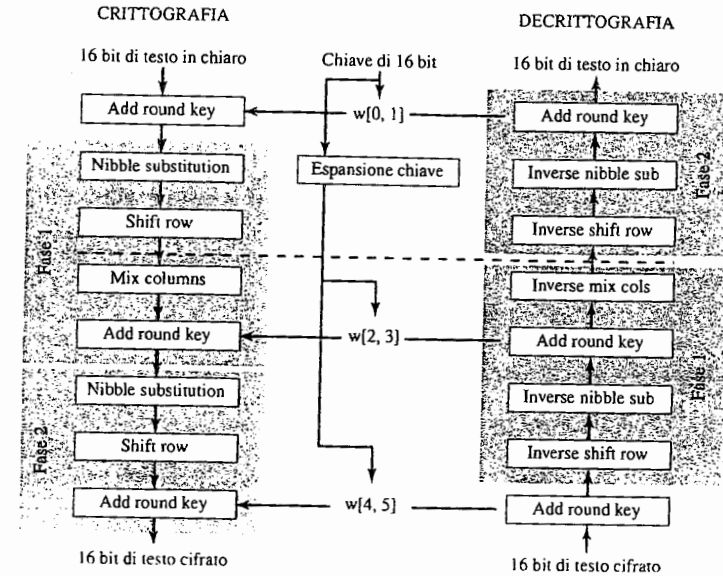 CRITTOGRAFIA
16 bit di testo in chiaro
Add round key
Fase 1
Nibble substitution
Shift row
Mix columns
Add round key
Fase 2
Nibble substitution
Shift row
Add round key
16 bit di testo cifrato
Chiave di 16 bit
w[0, 1]
Espansione chiave
w[2, 3]
w[4, 5]
DECRITTOGRAFIA
16 bit di testo in chiaro
Add round key
Inverse nibble sub
Inverse shift row
Fase 2
Inverse mix cols
Add round key
Inverse nibble sub
Inverse shift row
Fase 1
Add round key
16 bit di testo cifrato